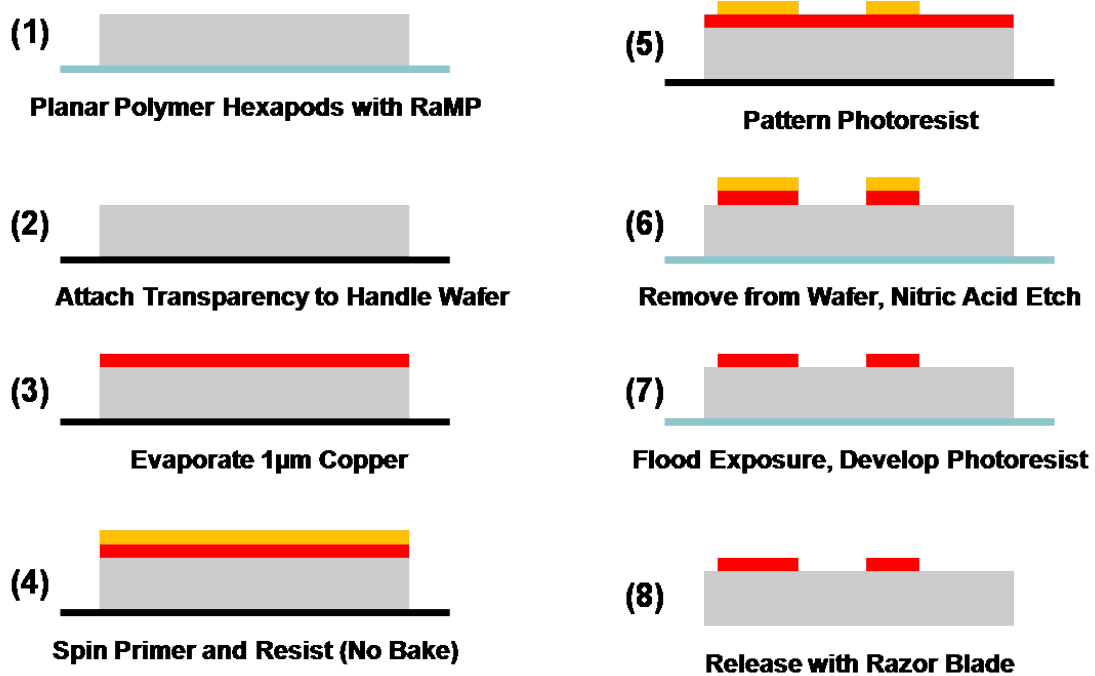 (1)
Planar Polymer Hexapods with RaMP
(2)
Attach Transparency to Handle Wafer
(3)
Evaporate 1µm Copper
(4)
Spin Primer and Resist (No Bake)
(5)
Pattern Photoresist
(6)
Remove from Wafer, Nitric Acid Etch
(7)
Flood Exposure, Develop Photoresist
(8)
Release with Razor Blade